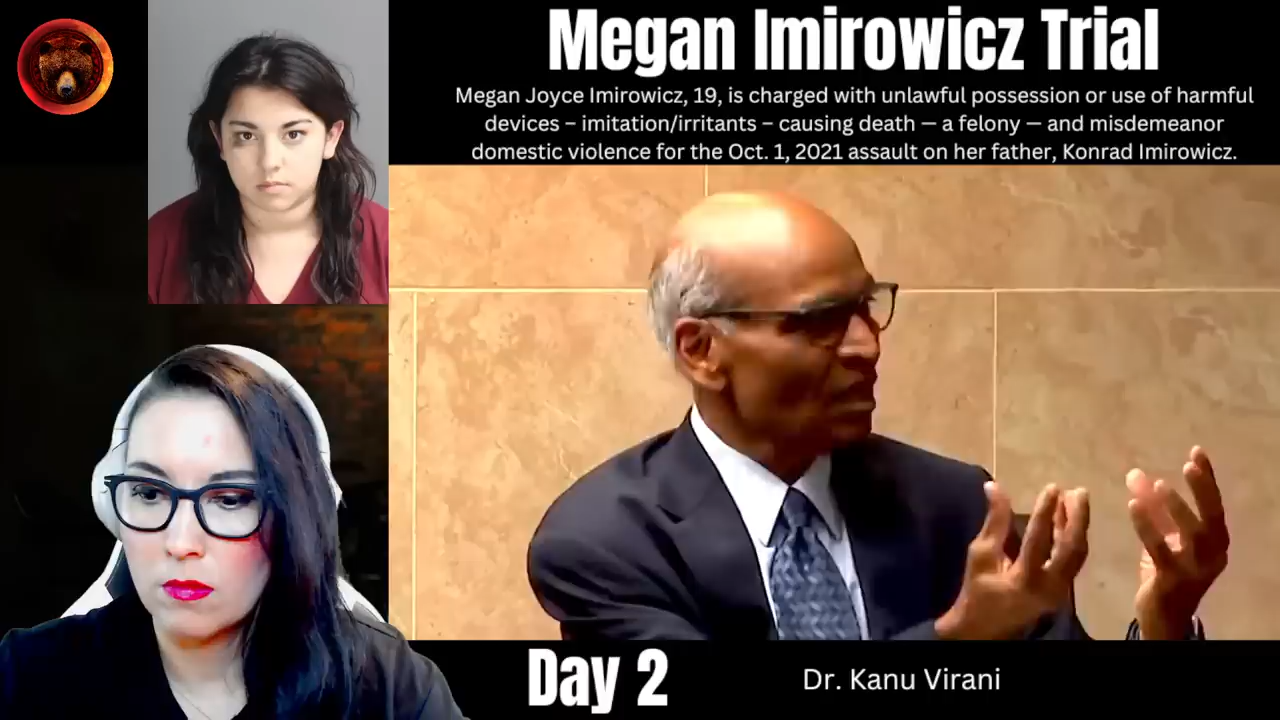 Megan Imirowicz Trial
Megan Joyce Imirowicz, 19, is charged with unlawful possession or use of harmful
devices – imitation/irritants – causing death — a felony — and misdemeanor
domestic violence for the Oct. 1, 2021 assault on her father, Konrad Imirowicz.
Day 2
Dr. Kanu Virani